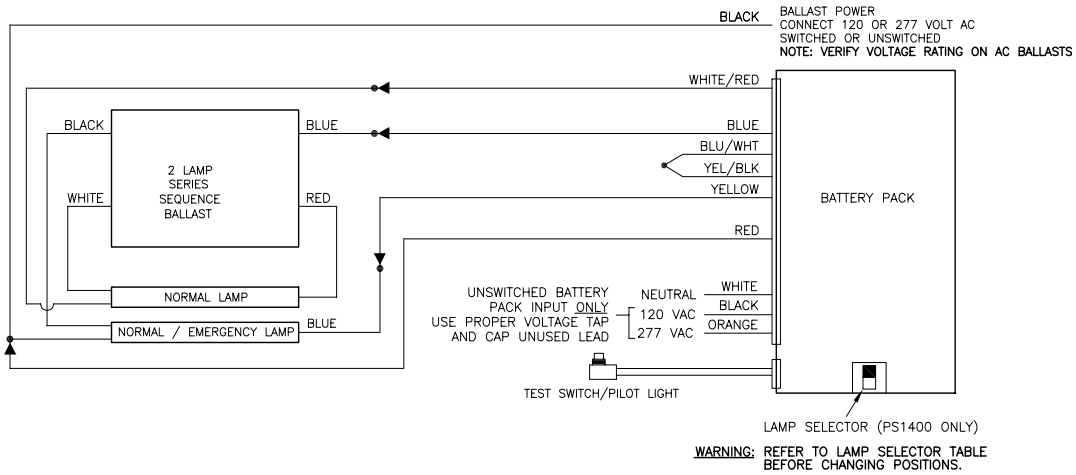 BLACK
BALLAST POWER
CONNECT 120 OR 277 VOLT AC
SWITCHED OR UNSWITCHED
NOTE: VERIFY VOLTAGE RATING ON AC BALLASTS
WHITE/RED
BLACK
BLUE
BLUE
BLU/WHT
YEL/BLK
YELLOW
2 LAMP
SERIES
SEQUENCE
BALLAST
WHITE
RED
BATTERY PACK
RED
NORMAL LAMP
NORMAL / EMERGENCY LAMP
BLUE
UNSWITCHED BATTERY
PACK INPUT ONLY
USE PROPER VOLTAGE TAP
AND CAP UNUSED LEAD
NEUTRAL
WHITE
120 VAC
BLACK
277 VAC
ORANGE
TEST SWITCH/PILOT LIGHT
LAMP SELECTOR (PS1400 ONLY)
WARNING: REFER TO LAMP SELECTOR TABLE
BEFORE CHANGING POSITIONS.